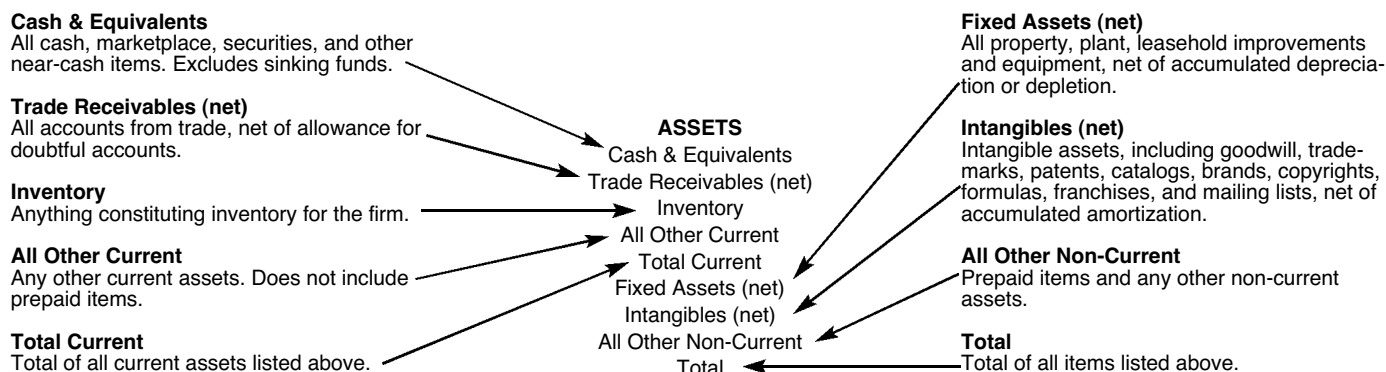 Cash & Equivalents
All cash, marketplace, securities, and other
near-cash items. Excludes sinking funds.
Trade Receivables (net)
All accounts from trade, net of allowance for
doubtful accounts.
Inventory
Anything constituting inventory for the firm.
All Other Current
Any other current assets. Does not include
prepaid items.
Total Current
Total of all current assets listed above.
ASSETS
Cash & Equivalents
Trade Receivables (net)
Inventory
All Other Current
Total Current
Fixed Assets (net)
Intangibles (net)
All Other Non-Current
Total
Fixed Assets (net)
All property, plant, leasehold improvements
and equipment, net of accumulated deprecia-
tion or depletion.
Intangibles (net)
Intangible assets, including goodwill, trade-
marks, patents, catalogs, brands, copyrights,
formulas, franchises, and mailing lists, net of
accumulated amortization.
All Other Non-Current
Prepaid items and any other non-current
assets.
Total
Total of all items listed above.